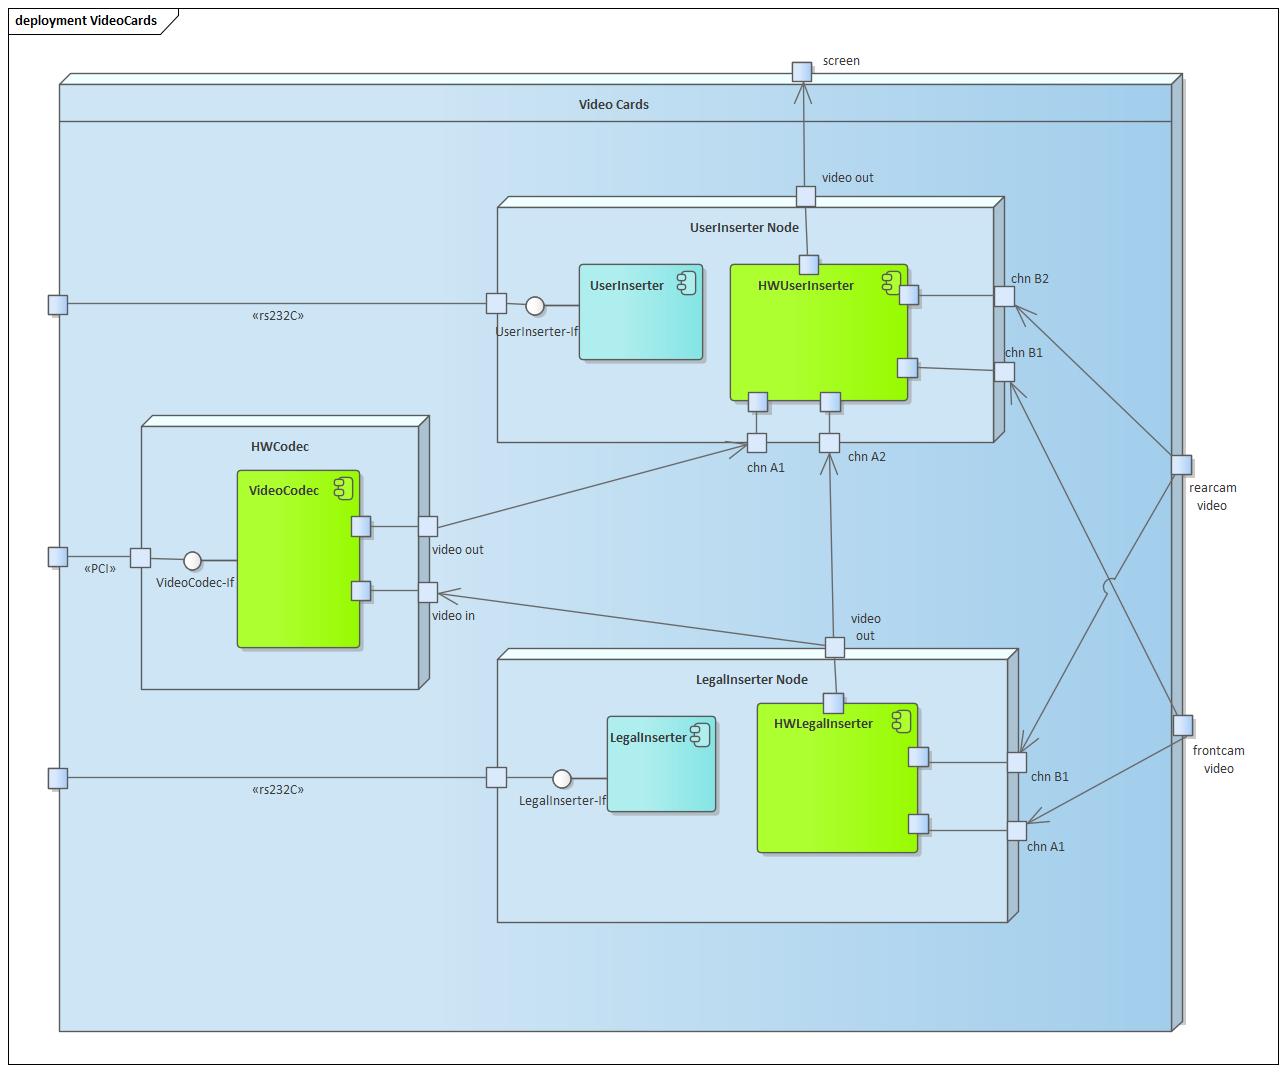 deployment VideoCards
screen
Video Cards
video out
UserInserter Node
UserInserter
HWUserInserter
chn B2
«rs232C»
UserInserter-If
chn B1
chn A1
chn A2
HWCodec
VideoCodec
rearcam
video
video out
«PCI»
VideoCodec-If
video in
video
out
LegalInserter Node
HWLegalInserter
LegalInserter
frontcam
video
chn B1
«rs232C»
LegalInserter-If
chn A1